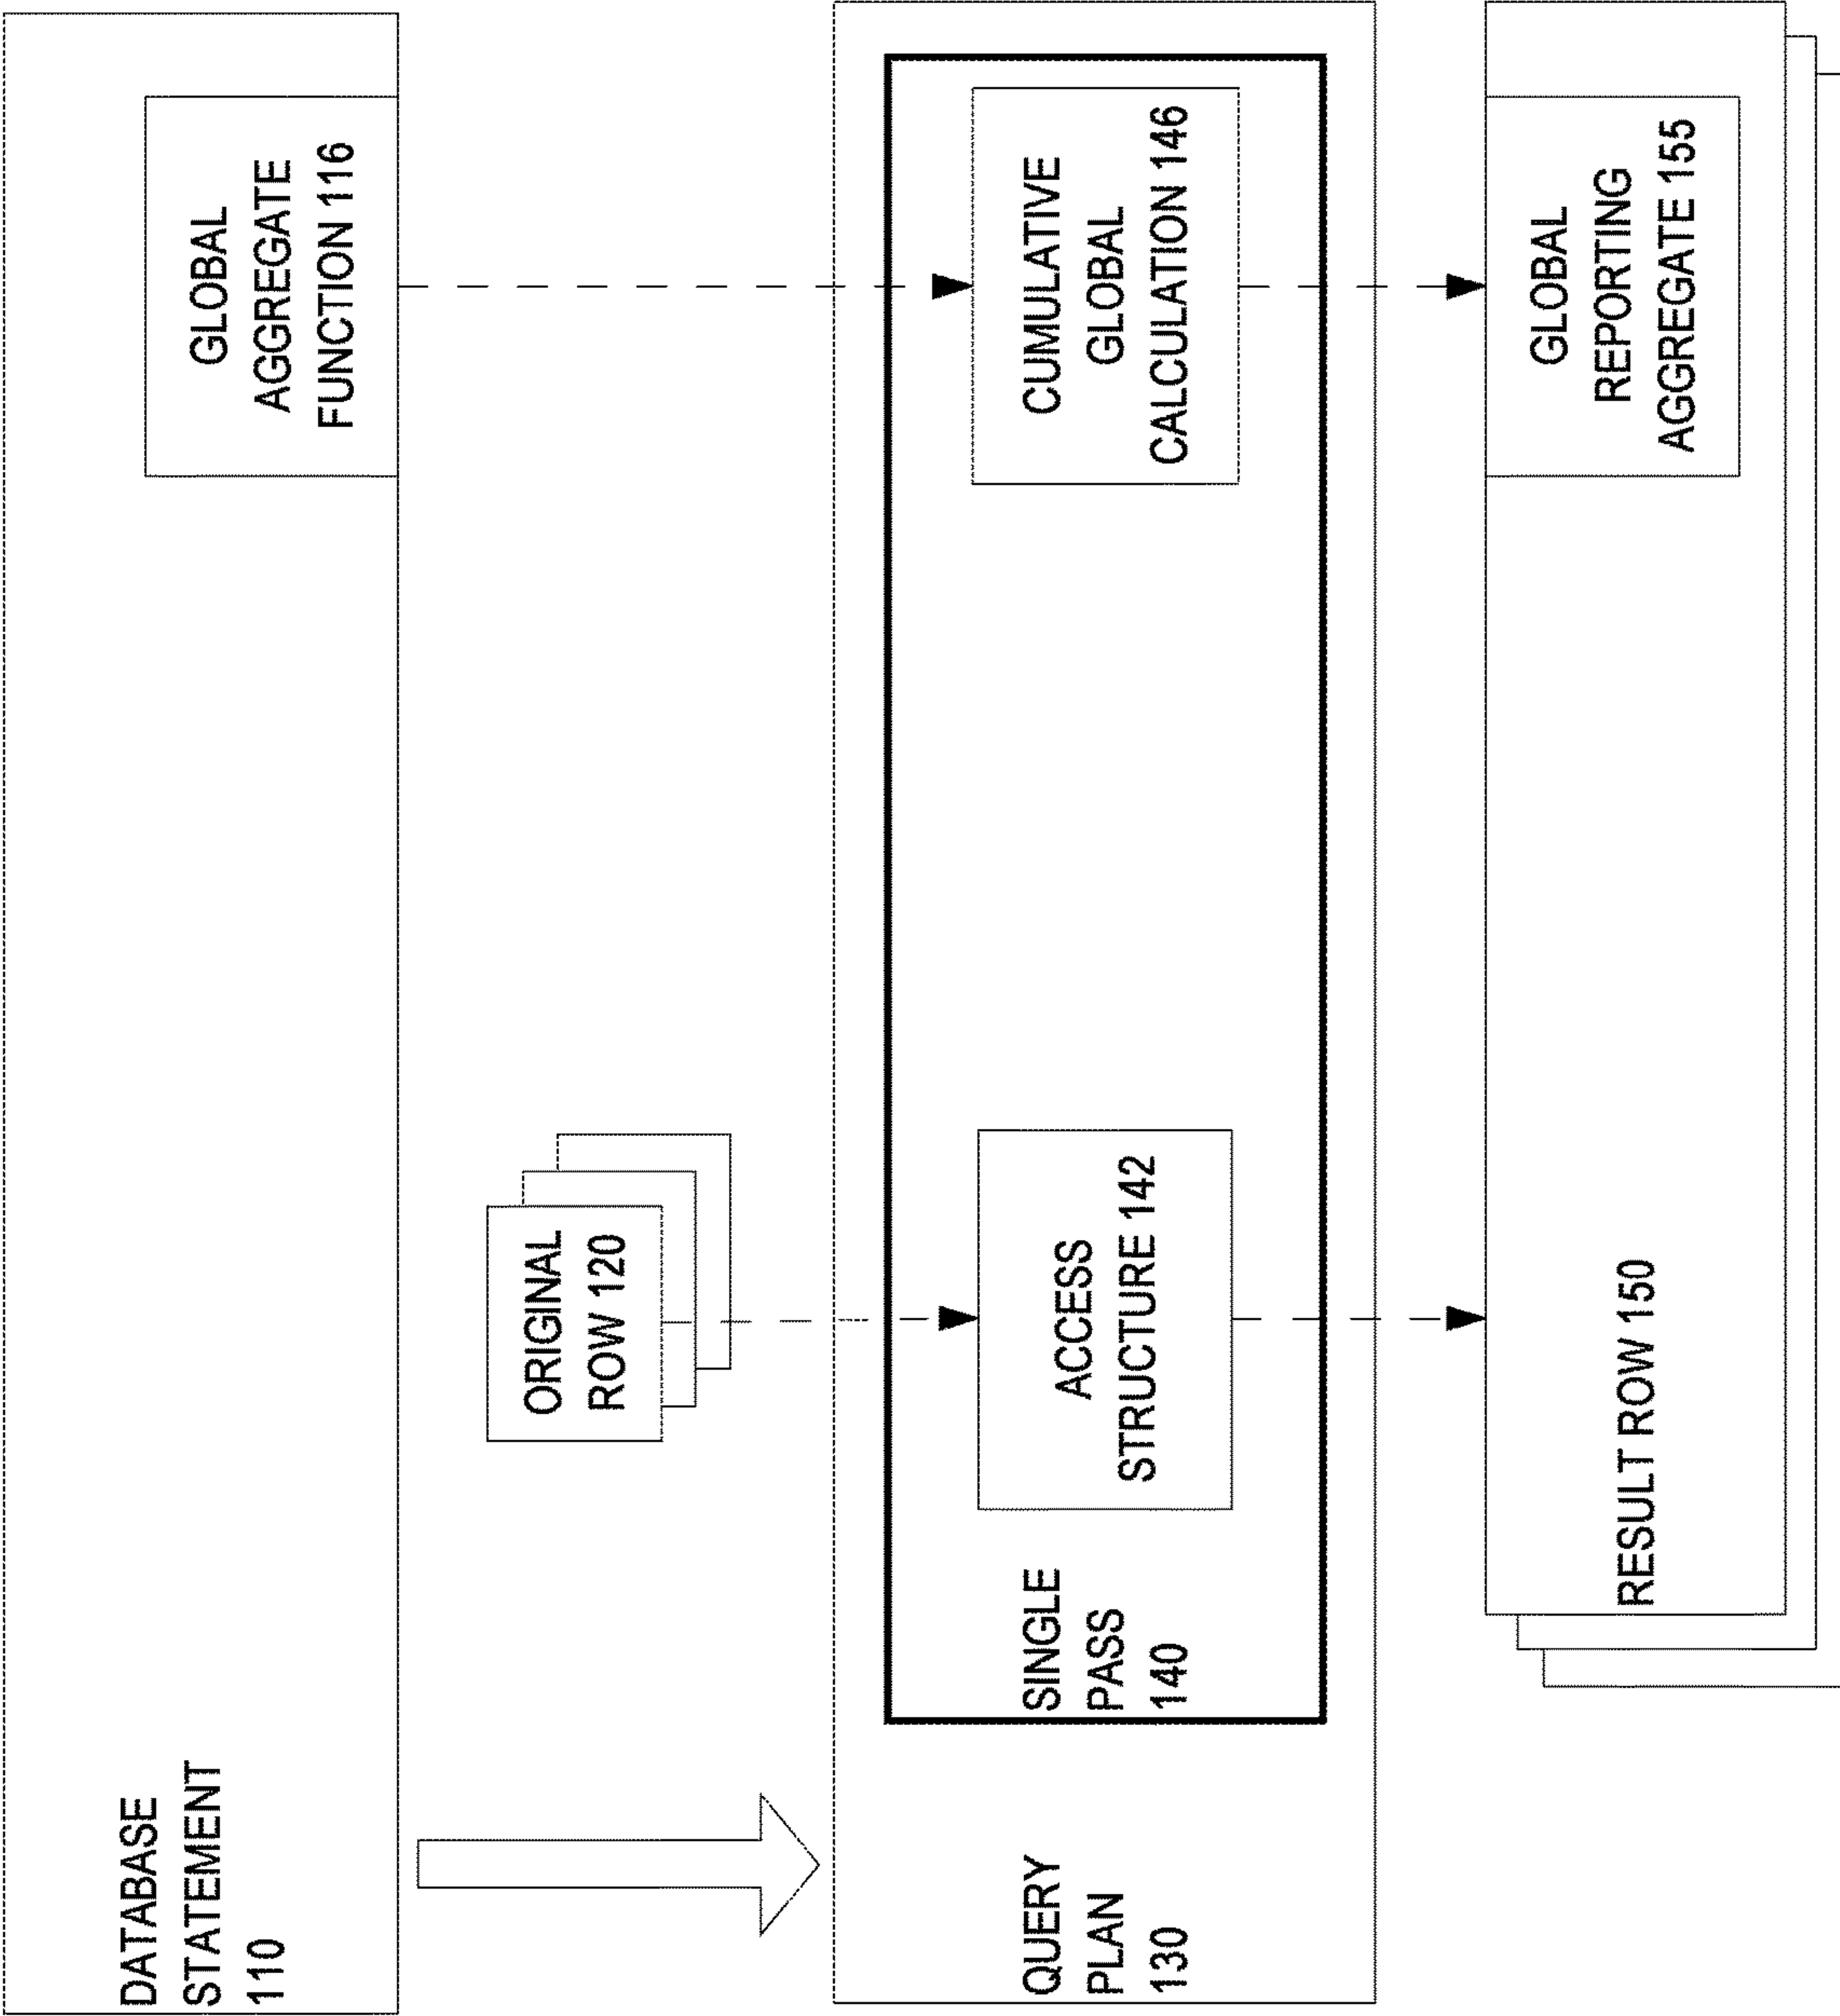 DATABASE
STATEMENT
110
GLOBAL
AGGREGATE
FUNCTION 116
ORIGINAL
ROW 120
QUERY
PLAN
130
SINGLE
PASS
140
ACCESS
STRUCTURE 142
CUMULATIVE
GLOBAL
CALCULATION 146
RESULT ROW 150
GLOBAL
REPORTING
AGGREGATE 155